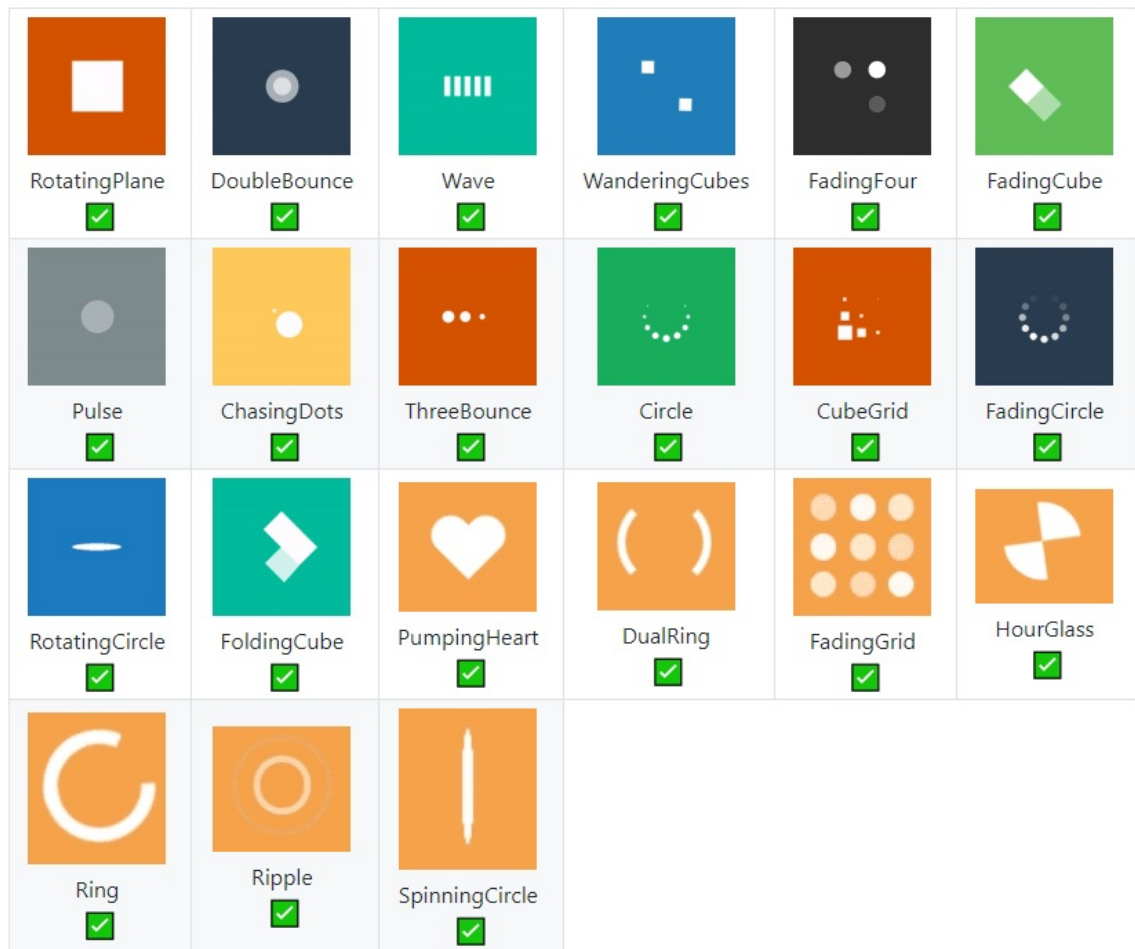 RotatingPlane
DoubleBounce
Wave
WanderingCubes
FadingFour
FadingCube
Pulse
ChasingDots
ThreeBounce
Circle
CubeGrid
FadingCircle
RotatingCircle
FoldingCube
PumpingHeart
DualRing
FadingGrid
HourGlass
Ring
Ripple
SpinningCircle